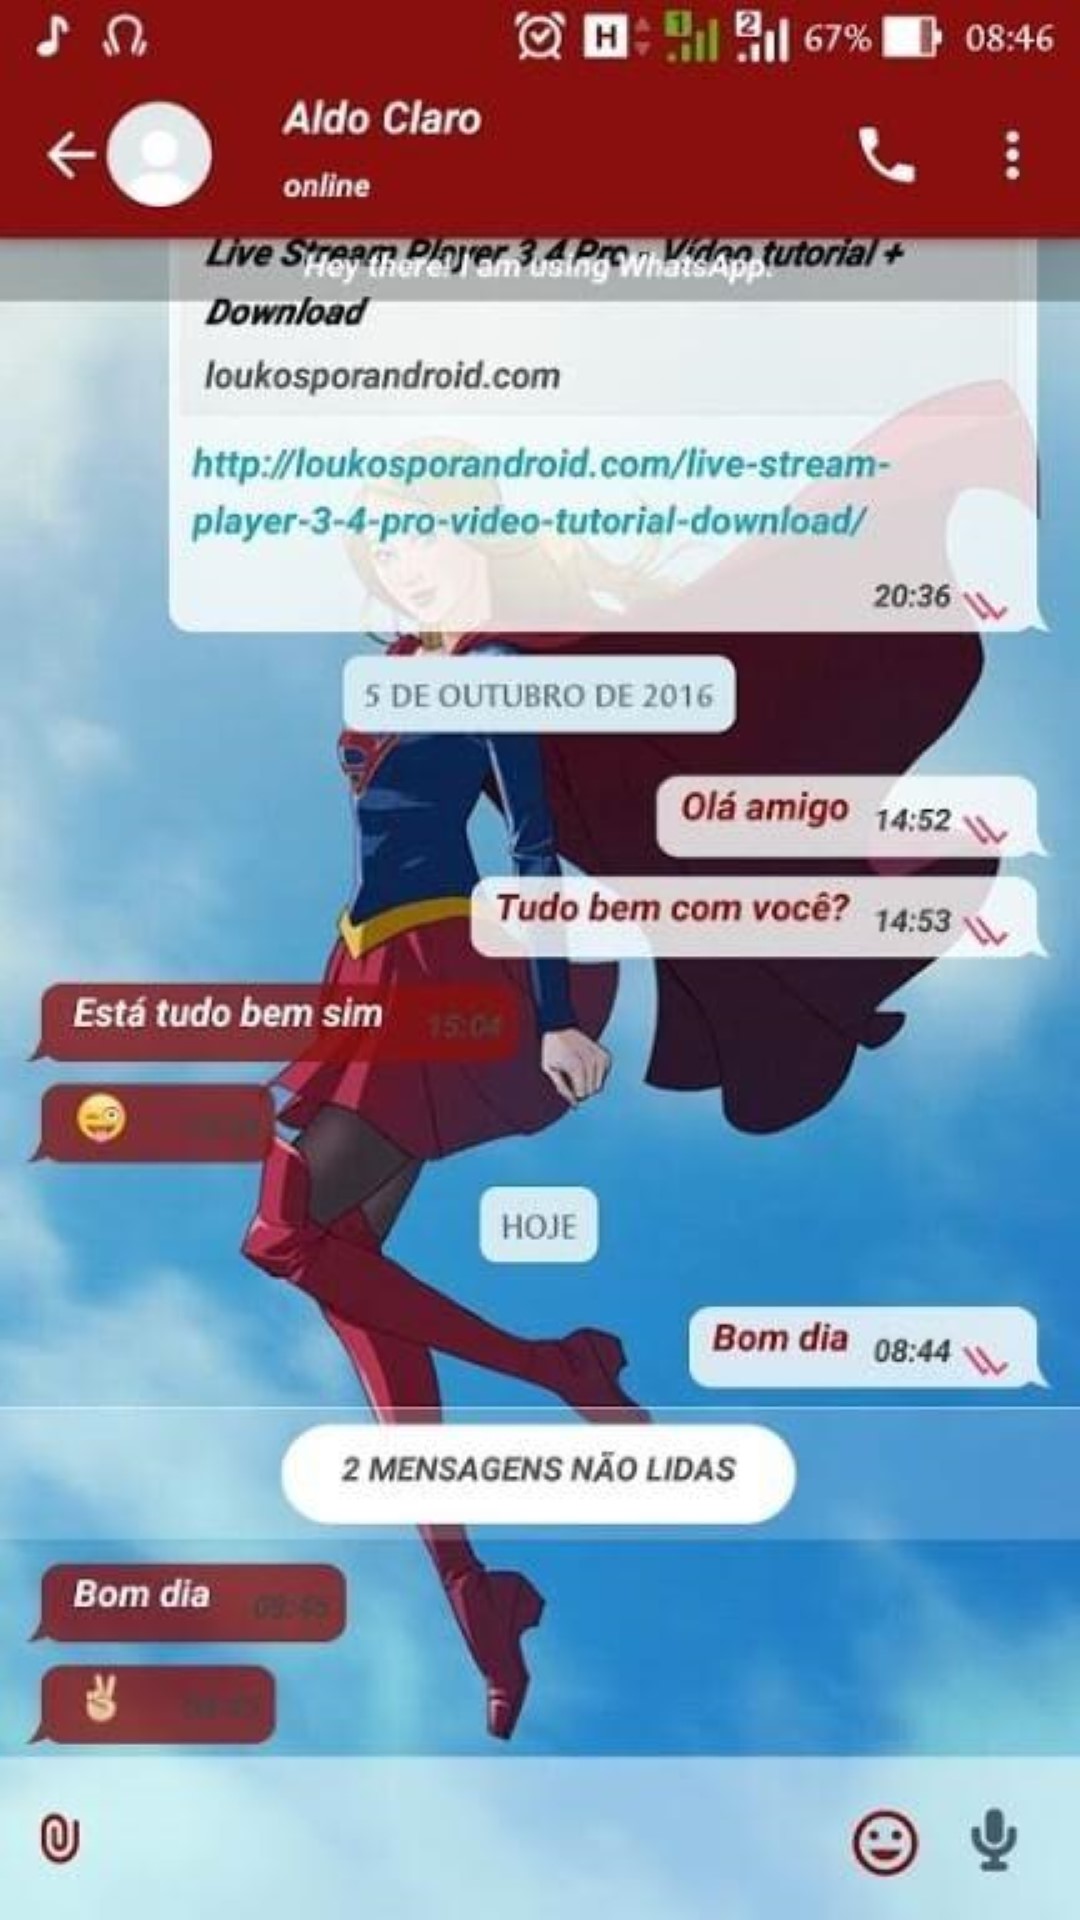 H 1 2 67% 08:46
Aldo Claro
online
Live Stream Player 3.4 Pro - Vídeo tutorial +
Hey there! I am using WhatsApp.
Download
loukosporandroid.com
http://loukosporandroid.com/live-stream-
player-3-4-pro-video-tutorial-download/
20:36
5 DE OUTUBRO DE 2016
Olá amigo 14:52
Tudo bem com você? 14:53
Está tudo bem sim 15:04
😜
HOJE
Bom dia 08:44
2 MENSAGENS NÃO LIDAS
Bom dia 08:45
✌